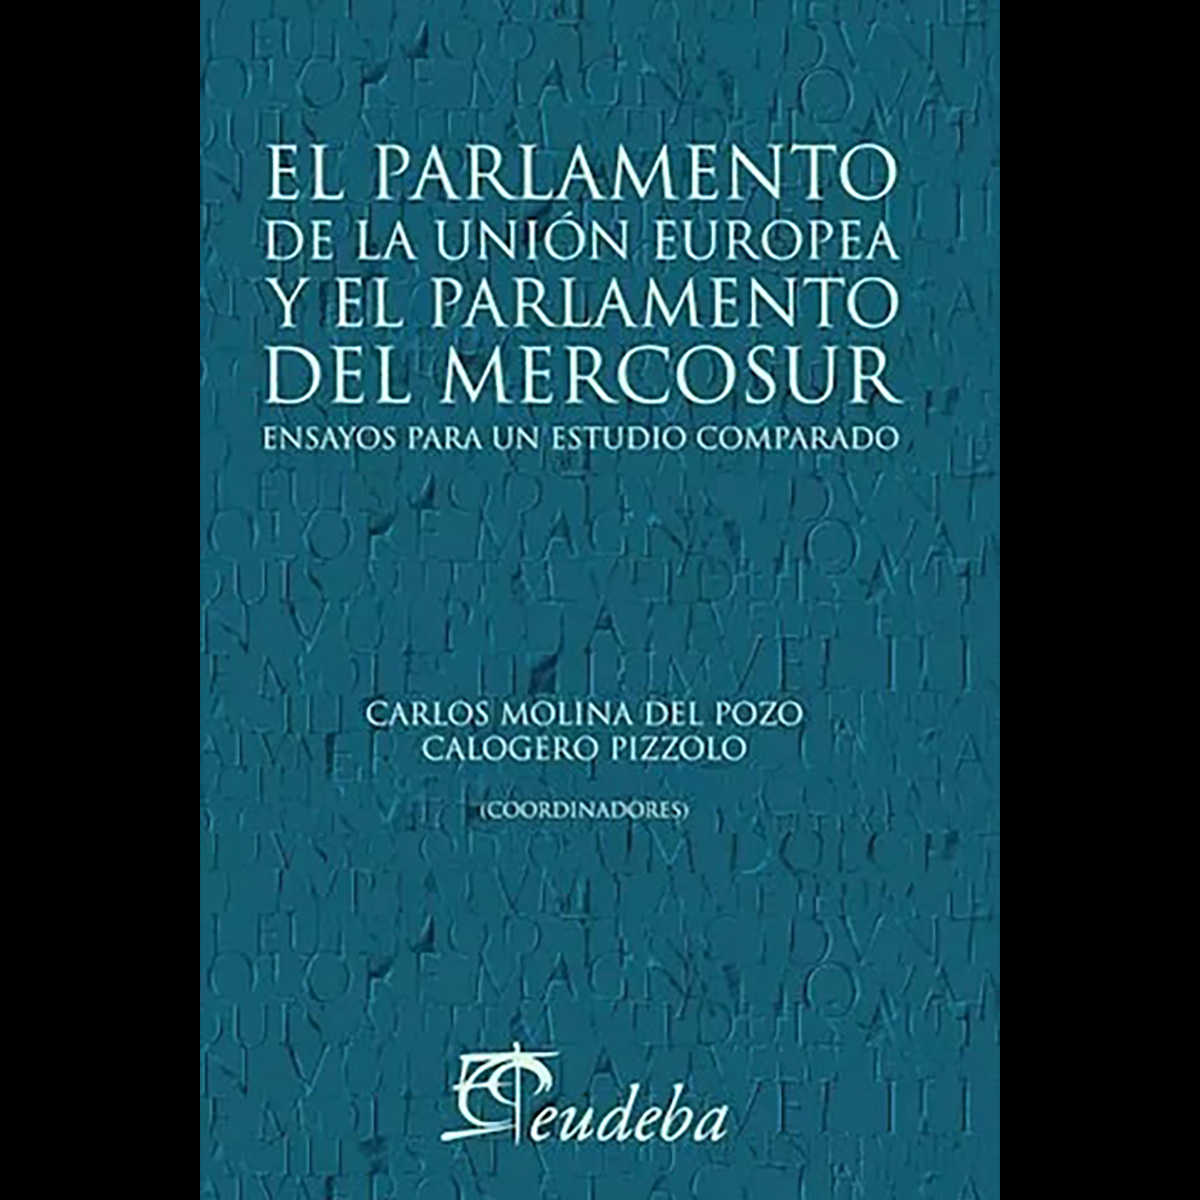 EL PARLAMENTO
DE LA UNIÓN EUROPEA
Y EL PARLAMENTO
DEL MERCOSUR
ENSAYOS PARA UN ESTUDIO COMPARADO
CARLOS MOLINA DEL POZO
CALOGERO PIZZOLO
(COORDINADORES)
eudeba